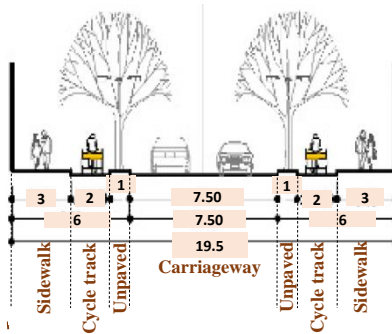 3 2 1 7.50 1 2 3
6 7.50 6
19.5
Carriageway
Sidewalk
Cycle track
Unpaved
Unpaved
Cycle track
Sidewalk